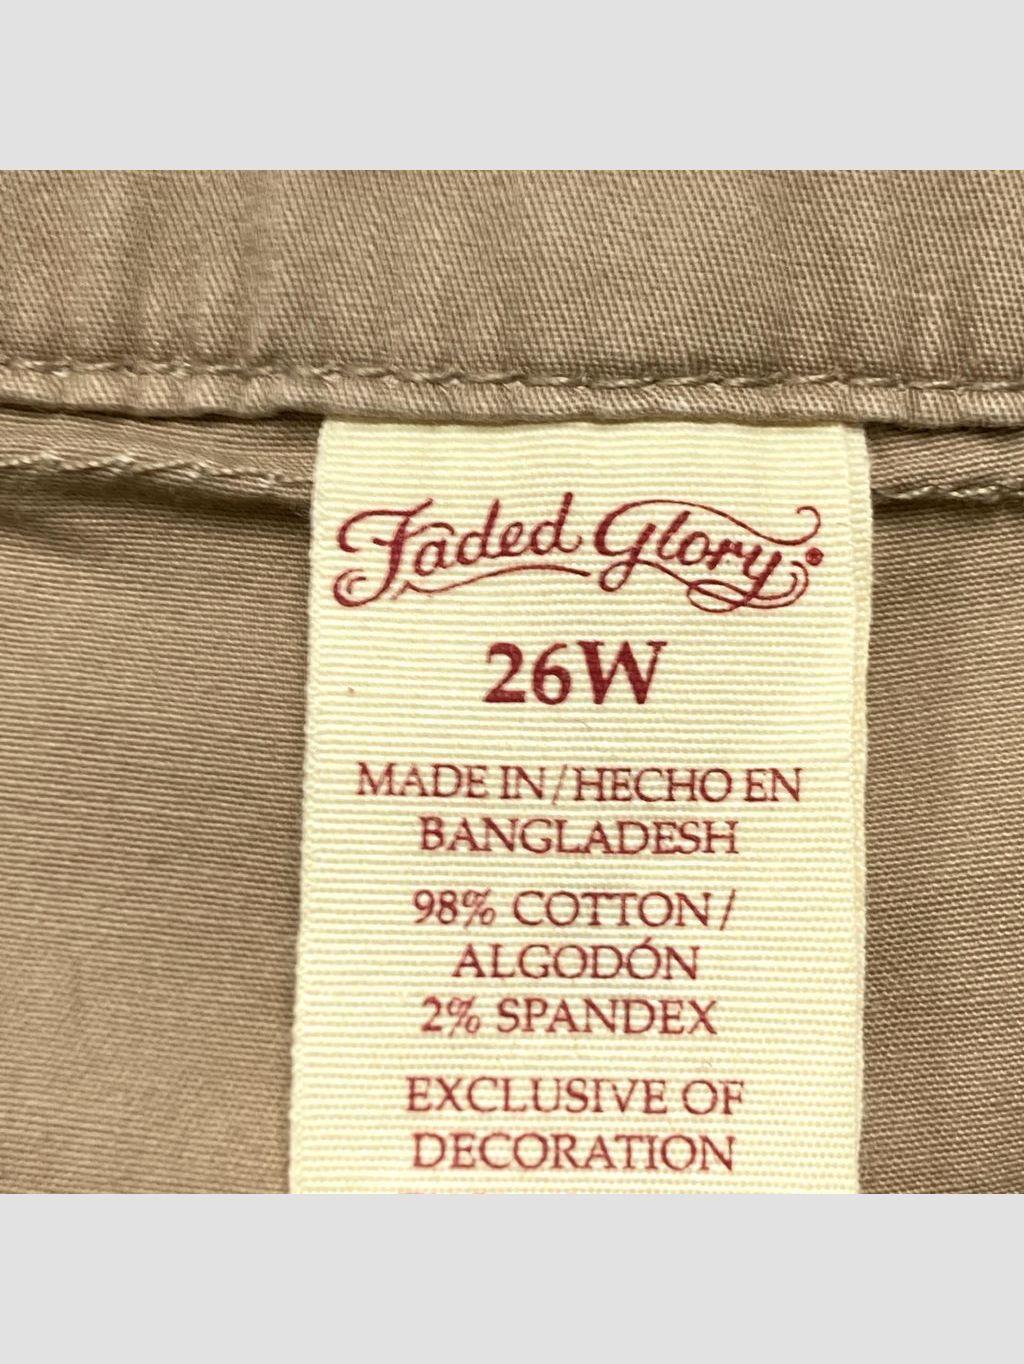 Faded Glory
26W
MADE IN/HECHO EN
BANGLADESH
98% COTTON/
ALGODÓN
2% SPANDEX
EXCLUSIVE OF
DECORATION